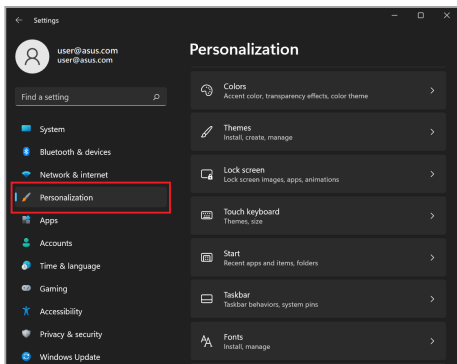 Settings
user@asus.com
user@asus.com
Find a setting
System
Bluetooth & devices
Network & internet
Personalization
Apps
Accounts
Time & language
Gaming
Accessibility
Privacy & security
Windows Update
Personalization
Colors
Accent color, transparency effects, color theme
Themes
Install, create, manage
Lock screen
Lock screen images, apps, animations
Touch keyboard
Themes, size
Start
Recent apps and items, folders
Taskbar
Taskbar behaviors, system pins
Fonts
Install, manage